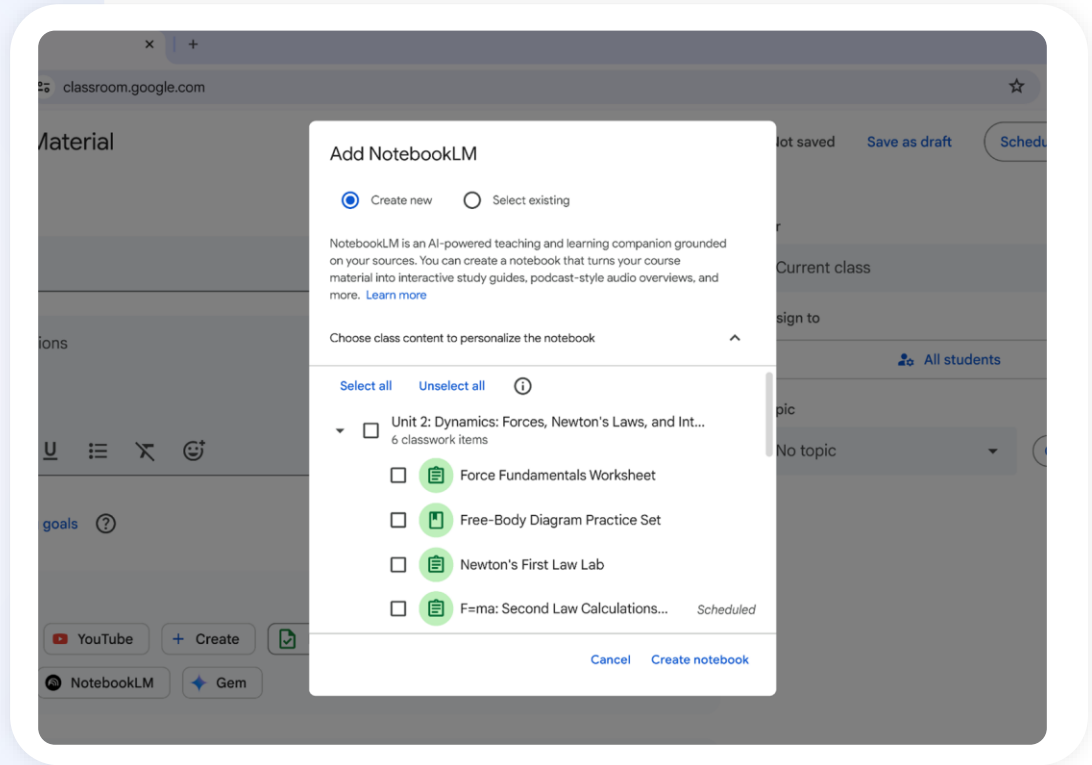 classroom.google.com
Material
Not saved
Save as draft
Add NotebookLM
Create new
Select existing
NotebookLM is an AI-powered teaching and learning companion grounded
on your sources. You can create a notebook that turns your course
material into interactive study guides, podcast-style audio overviews, and
more. Learn more
Choose class content to personalize the notebook
Current class
All students
Select all
Unselect all
Unit 2: Dynamics: Forces, Newton's Laws, and Int...
6 classwork items
No topic
Force Fundamentals Worksheet
Free-Body Diagram Practice Set
Newton's First Law Lab
F=ma: Second Law Calculations...
Scheduled
goals
YouTube
+ Create
NotebookLM
Gem
Cancel
Create notebook